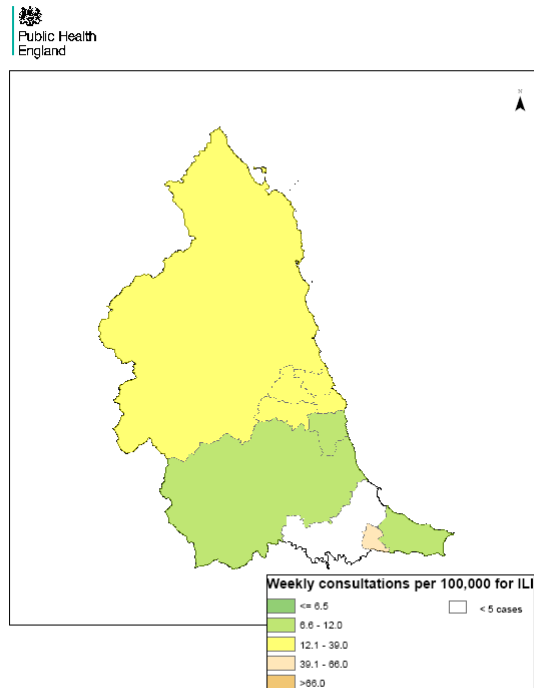 Public Health
England
N
Weekly consultations per 100,000 for ILI
<= 6.5
< 5 cases
6.6 - 12.0
12.1 - 39.0
39.1 - 66.0
>66.0